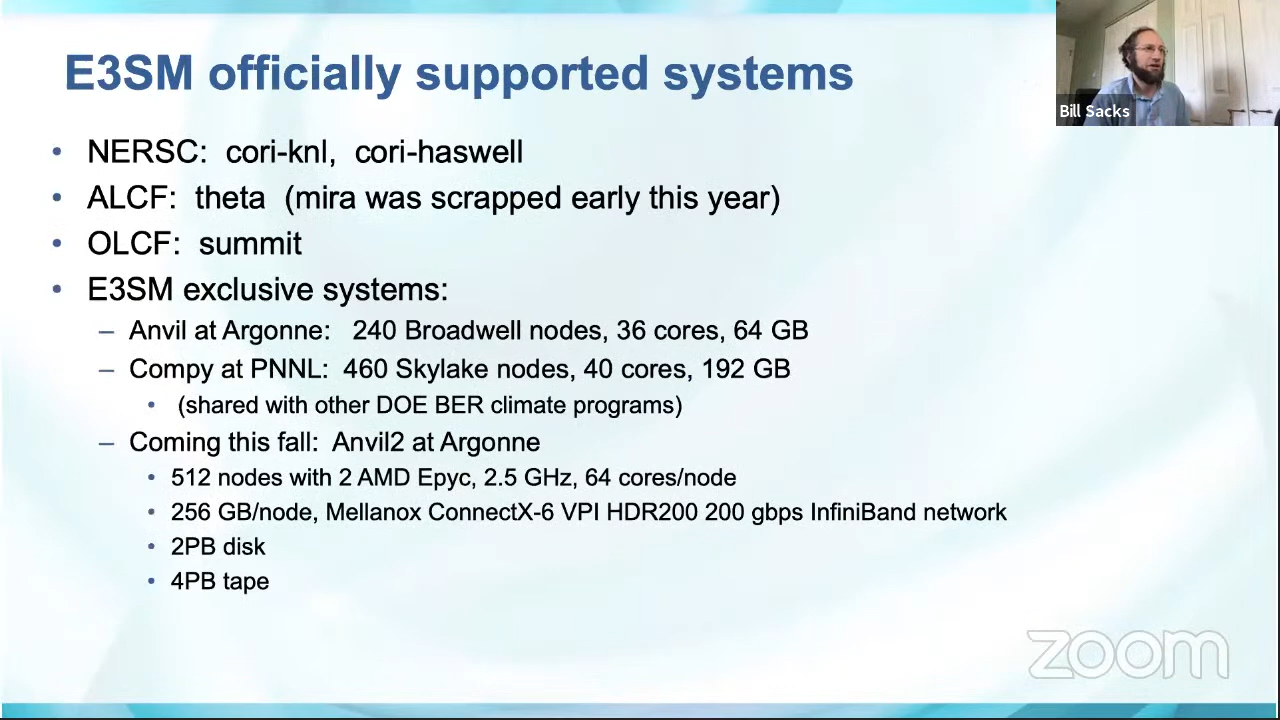 E3SM officially supported systems
Bill Sacks
• NERSC: cori-knl, cori-haswell
• ALCF: theta (mira was scrapped early this year)
• OLCF: summit
• E3SM exclusive systems:
– Anvil at Argonne: 240 Broadwell nodes, 36 cores, 64 GB
– Compy at PNNL: 460 Skylake nodes, 40 cores, 192 GB
• (shared with other DOE BER climate programs)
– Coming this fall: Anvil2 at Argonne
• 512 nodes with 2 AMD Epyc, 2.5 GHz, 64 cores/node
• 256 GB/node, Mellanox ConnectX-6 VPI HDR200 200 gbps InfiniBand network
• 2PB disk
• 4PB tape
zoom